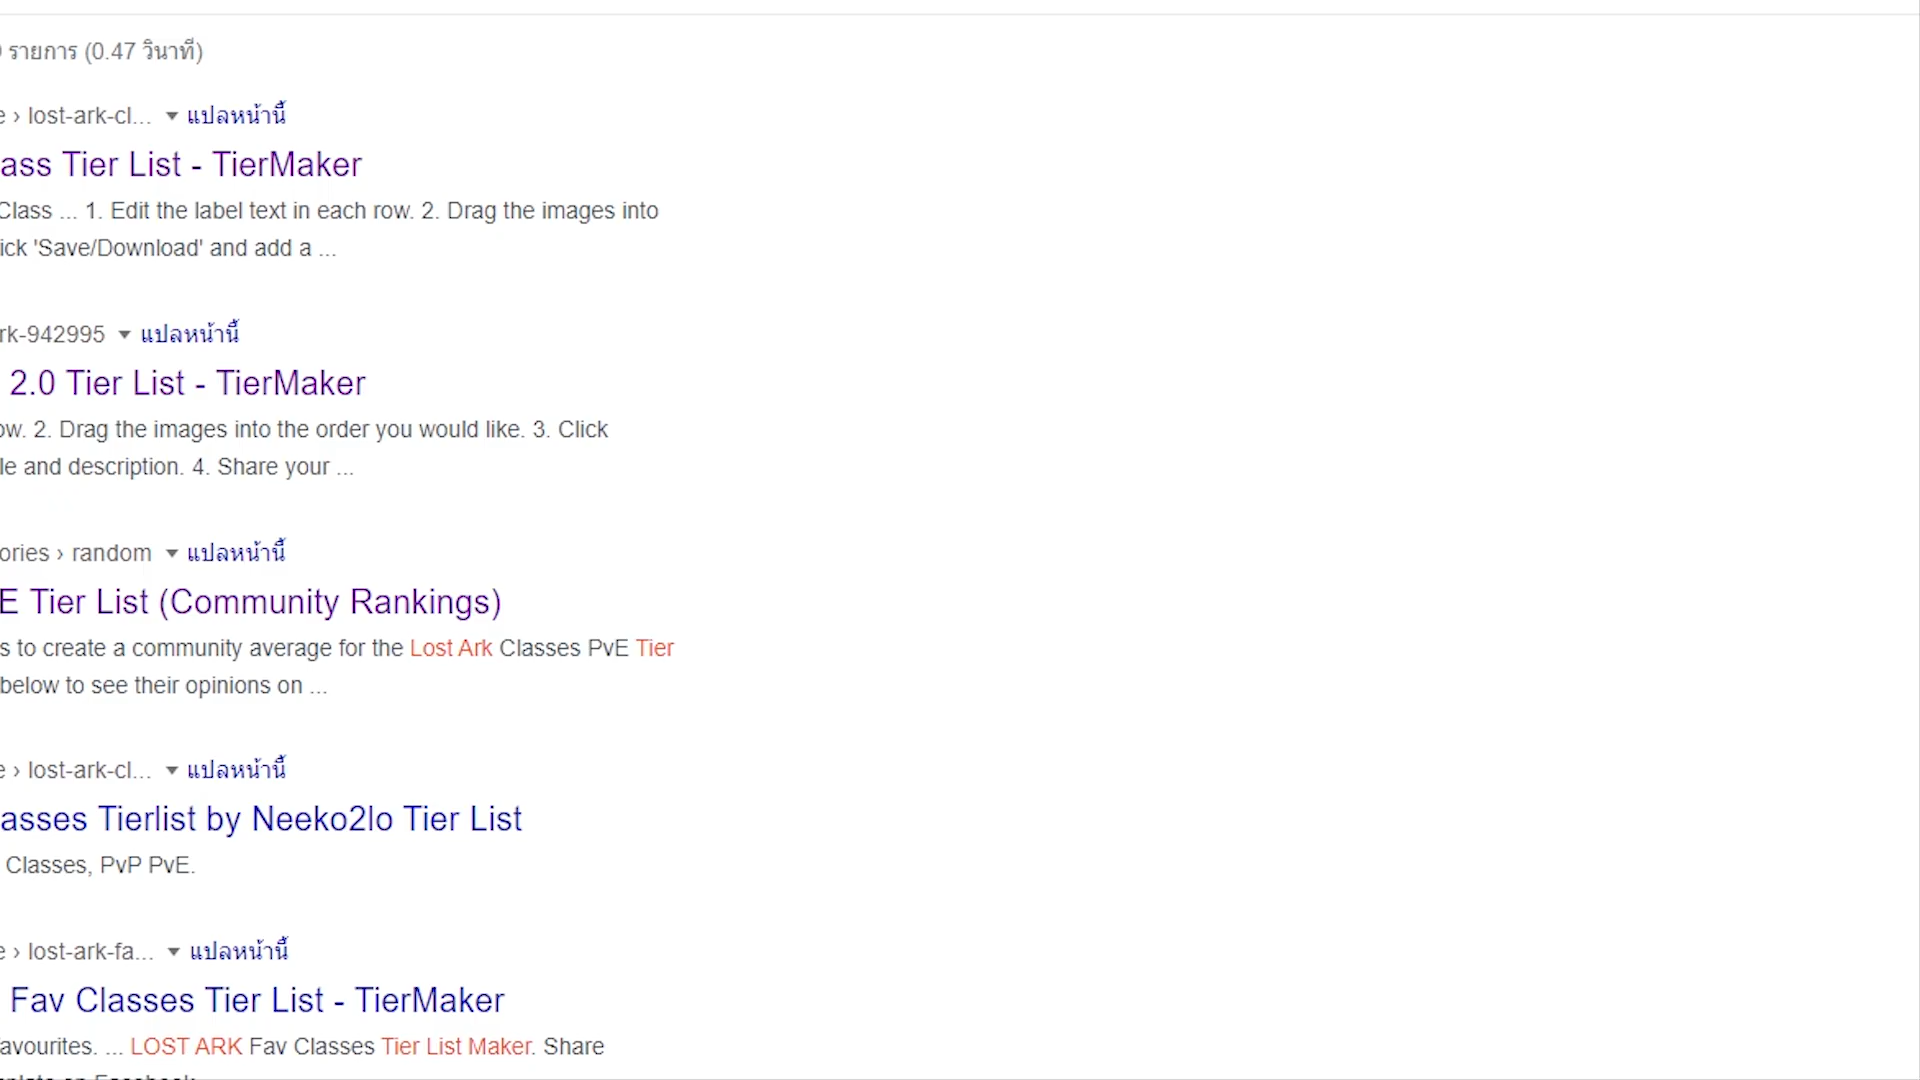 รายการ (0.47 วินาที)
› lost-ark-cl... แปลหน้านี้
ass Tier List - TierMaker
Class ... 1. Edit the label text in each row. 2. Drag the images into
ick 'Save/Download' and add a ...
rk-942995 แปลหน้านี้
2.0 Tier List - TierMaker
ow. 2. Drag the images into the order you would like. 3. Click
le and description. 4. Share your ...
ories › random แปลหน้านี้
E Tier List (Community Rankings)
s to create a community average for the Lost Ark Classes PvE Tier
below to see their opinions on ...
e › lost-ark-cl... แปลหน้านี้
asses Tierlist by Neeko2lo Tier List
Classes, PvP PvE.
e › lost-ark-fa... แปลหน้านี้
Fav Classes Tier List - TierMaker
avourites. ... LOST ARK Fav Classes Tier List Maker. Share